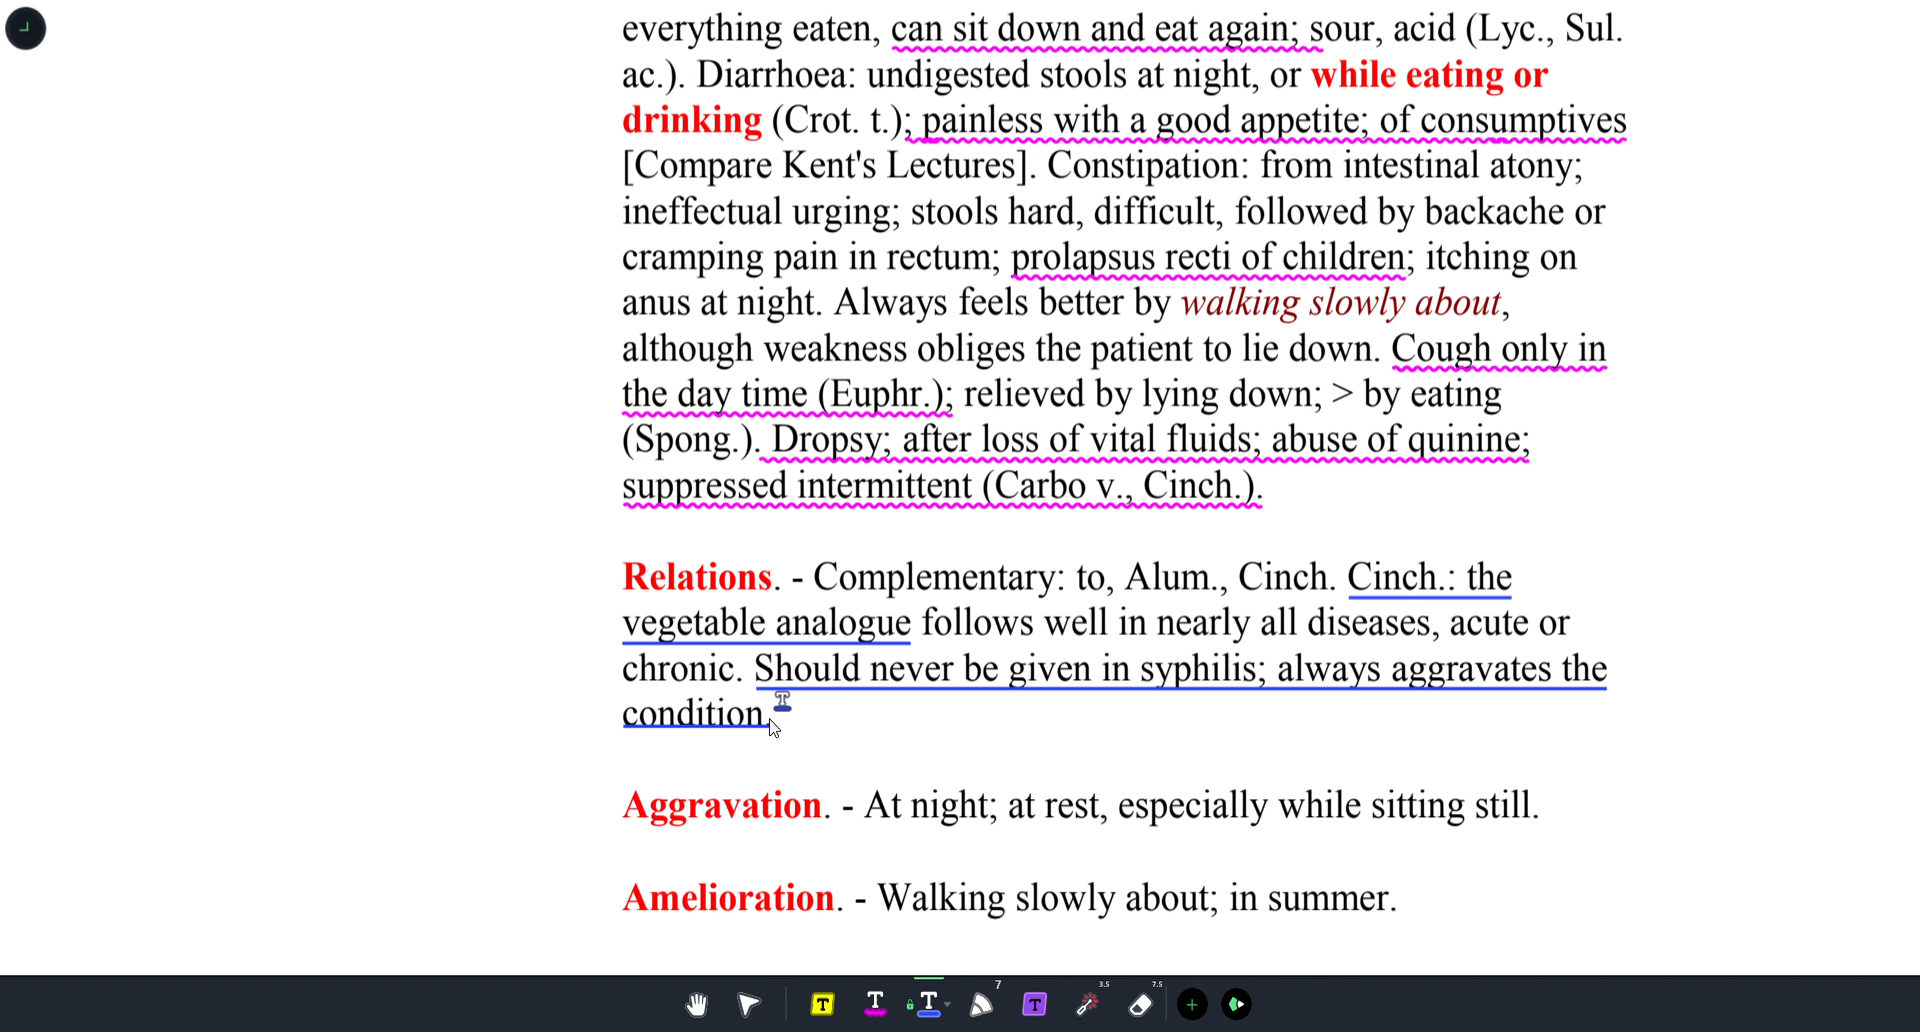 everything eaten, can sit down and eat again; sour, acid (Lyc., Sul.
ac.). Diarrhoea: undigested stools at night, or while eating or
drinking (Crot. t.); painless with a good appetite; of consumptives
[Compare Kent's Lectures]. Constipation: from intestinal atony;
ineffectual urging; stools hard, difficult, followed by backache or
cramping pain in rectum; prolapsus recti of children; itching on
anus at night. Always feels better by walking slowly about,
although weakness obliges the patient to lie down. Cough only in
the day time (Euphr.); relieved by lying down; > by eating
(Spong.). Dropsy; after loss of vital fluids; abuse of quinine;
suppressed intermittent (Carbo v., Cinch.).
Relations. - Complementary: to, Alum., Cinch. Cinch.: the
vegetable analogue follows well in nearly all diseases, acute or
chronic. Should never be given in syphilis; always aggravates the
condition.
Aggravation. - At night; at rest, especially while sitting still.
Amelioration. - Walking slowly about; in summer.
T T T 7 T 3.5 7.5